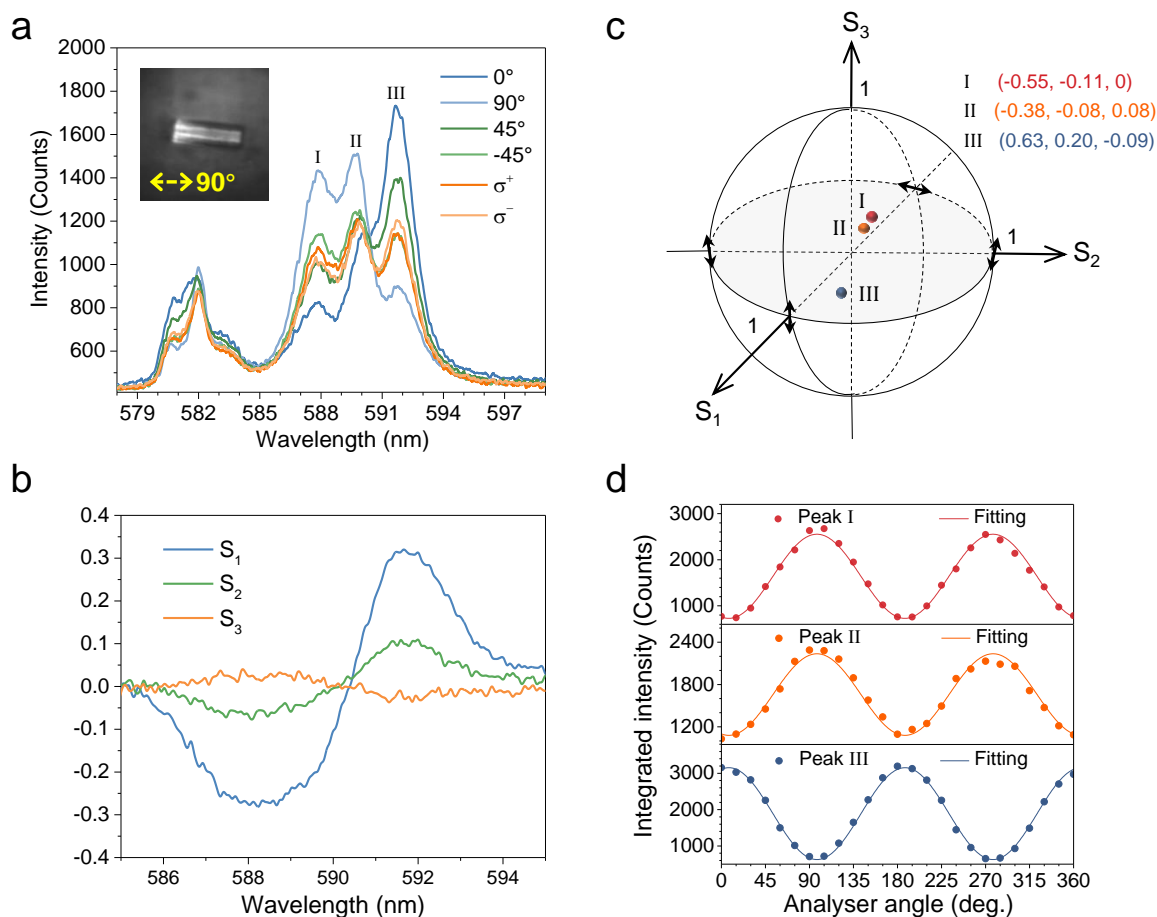 a
2000
1800
1600
1400
1200
1000
800
600
Intensity (Counts)
579 582 585 588 591 594 597
Wavelength (nm)
90°
I
II
III
0°
90°
45°
-45°
σ⁺
σ⁻
b
0.4
0.3
0.2
0.1
0.0
-0.1
-0.2
-0.3
-0.4
S₁
S₂
S₃
586 588 590 592 594
Wavelength (nm)
c
S₃
1
I (-0.55, -0.11, 0)
II (-0.38, -0.08, 0.08)
III (0.63, 0.20, -0.09)
I
II
III
1
S₂
1
S₁
d
Integrated intensity (Counts)
3200
2400
1600
800
Peak I Fitting
2400
1800
1200
Peak II Fitting
3000
2000
1000
Peak III Fitting
0 45 90 135 180 225 270 315 360
Analyser angle (deg.)